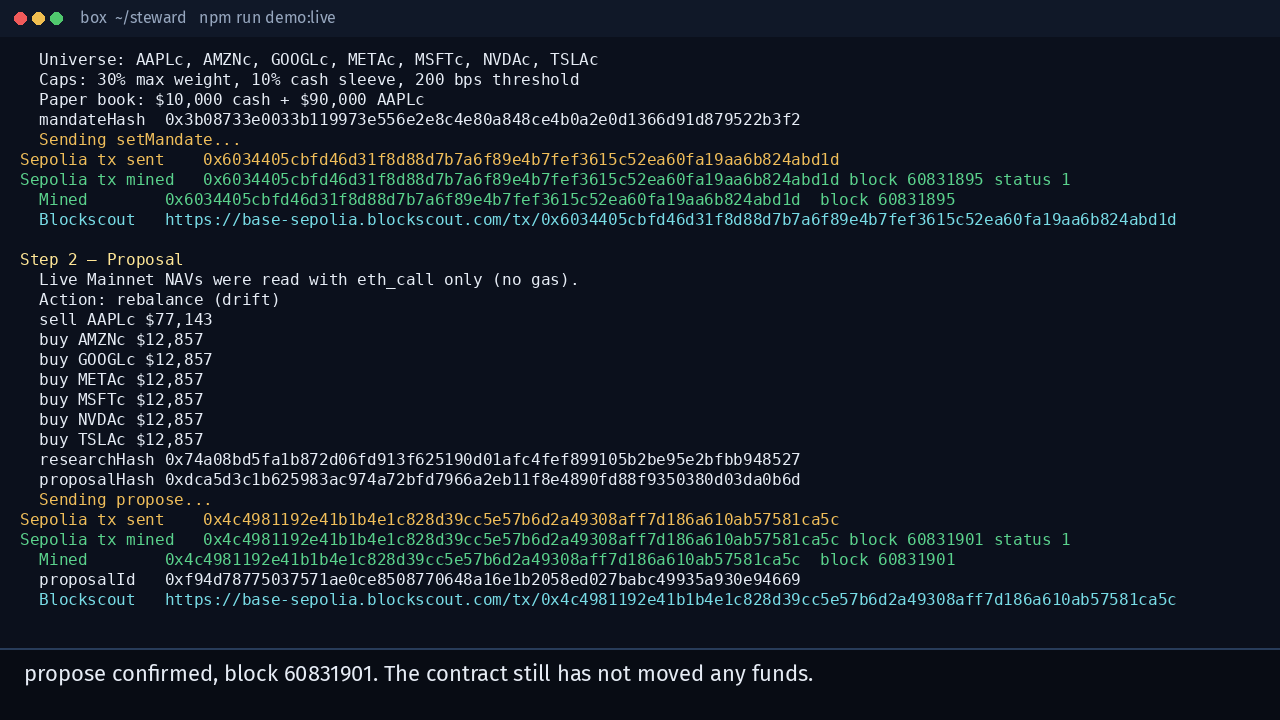 box ~/steward npm run demo:live
Universe: AAPLc, AMZNc, GOOGLc, METAc, MSFTc, NVDAc, TSLAc
Caps: 30% max weight, 10% cash sleeve, 200 bps threshold
Paper book: $10,000 cash + $90,000 AAPLc
mandateHash 0x3b08733e0033b119973e556e2e8c4e80a848ce4b0a2e0d1366d91d879522b3f2
Sending setMandate...
Sepolia tx sent 0x6034405cbfd46d31f8d88d7b7a6f89e4b7fef3615c52ea60fa19aa6b824abd1d
Sepolia tx mined 0x6034405cbfd46d31f8d88d7b7a6f89e4b7fef3615c52ea60fa19aa6b824abd1d block 60831895 status 1
Mined 0x6034405cbfd46d31f8d88d7b7a6f89e4b7fef3615c52ea60fa19aa6b824abd1d block 60831895
Blockscout https://base-sepolia.blockscout.com/tx/0x6034405cbfd46d31f8d88d7b7a6f89e4b7fef3615c52ea60fa19aa6b824abd1d
Step 2 — Proposal
Live Mainnet NAVs were read with eth_call only (no gas).
Action: rebalance (drift)
sell AAPLc $77,143
buy AMZNc $12,857
buy GOOGLc $12,857
buy METAc $12,857
buy MSFTc $12,857
buy NVDAc $12,857
buy TSLAc $12,857
researchHash 0x74a08bd5fa1b872d06fd913f625190d01afc4fef899105b2be95e2bfbb948527
proposalHash 0xdca5d3c1b625983ac974a72bfd7966a2eb11f8e4890fd88f9350380d03da0b6d
Sending propose...
Sepolia tx sent 0x4c4981192e41b1b4e1c828d39cc5e57b6d2a49308aff7d186a610ab57581ca5c
Sepolia tx mined 0x4c4981192e41b1b4e1c828d39cc5e57b6d2a49308aff7d186a610ab57581ca5c block 60831901 status 1
Mined 0x4c4981192e41b1b4e1c828d39cc5e57b6d2a49308aff7d186a610ab57581ca5c block 60831901
proposalId 0xf94d78775037571ae0ce8508770648a16e1b2058ed027babc49935a930e94669
Blockscout https://base-sepolia.blockscout.com/tx/0x4c4981192e41b1b4e1c828d39cc5e57b6d2a49308aff7d186a610ab57581ca5c
propose confirmed, block 60831901. The contract still has not moved any funds.